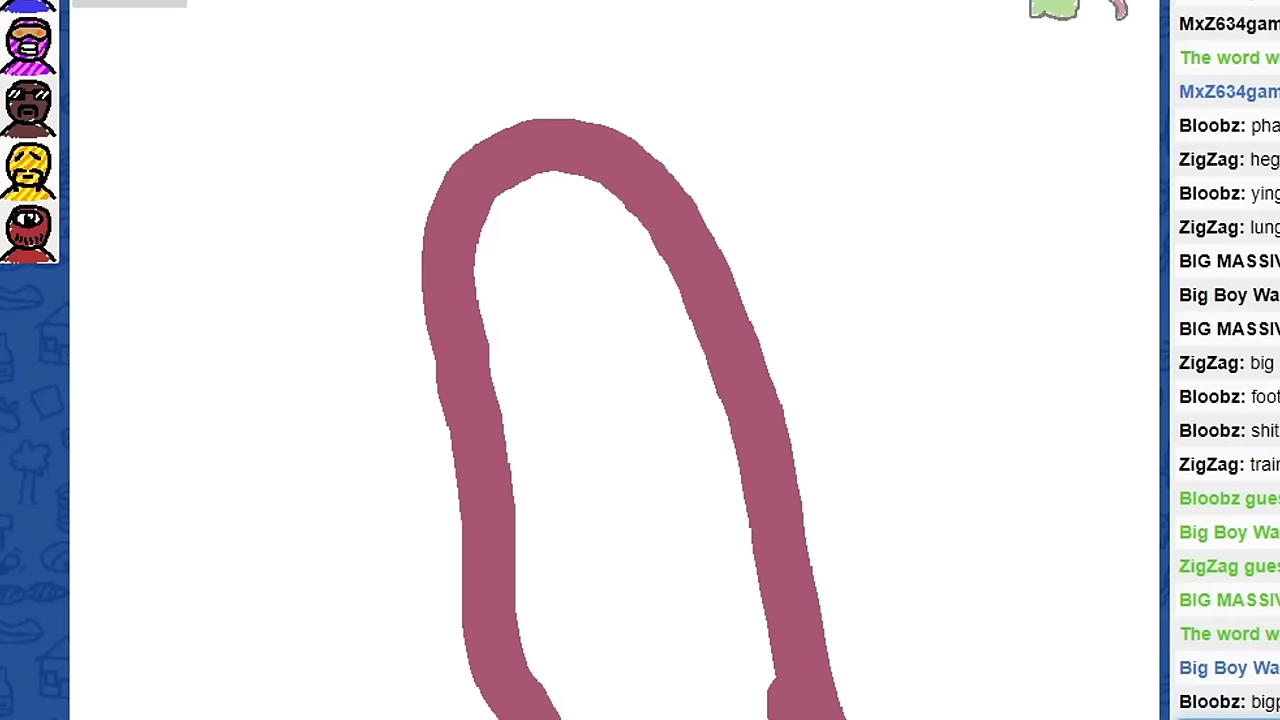 MxZ634gam
The word w
MxZ634gam
Bloobz: pha
ZigZag: heg
Bloobz: ying
ZigZag: lung
BIG MASSIV
Big Boy Wa
BIG MASSIV
ZigZag: big
Bloobz: foot
Bloobz: shit
ZigZag: train
Bloobz gues
Big Boy Wa
ZigZag gues
BIG MASSIV
The word w
Big Boy Wa
Bloobz: bigp